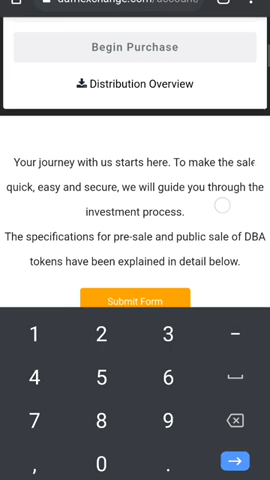 Begin Purchase
Distribution Overview
Your journey with us starts here. To make the sale
quick, easy and secure, we will guide you through the
investment process.
The specifications for pre-sale and public sale of DBA
tokens have been explained in detail below.
Submit Form
1 2 3 –
4 5 6
7 8 9
, 0 .